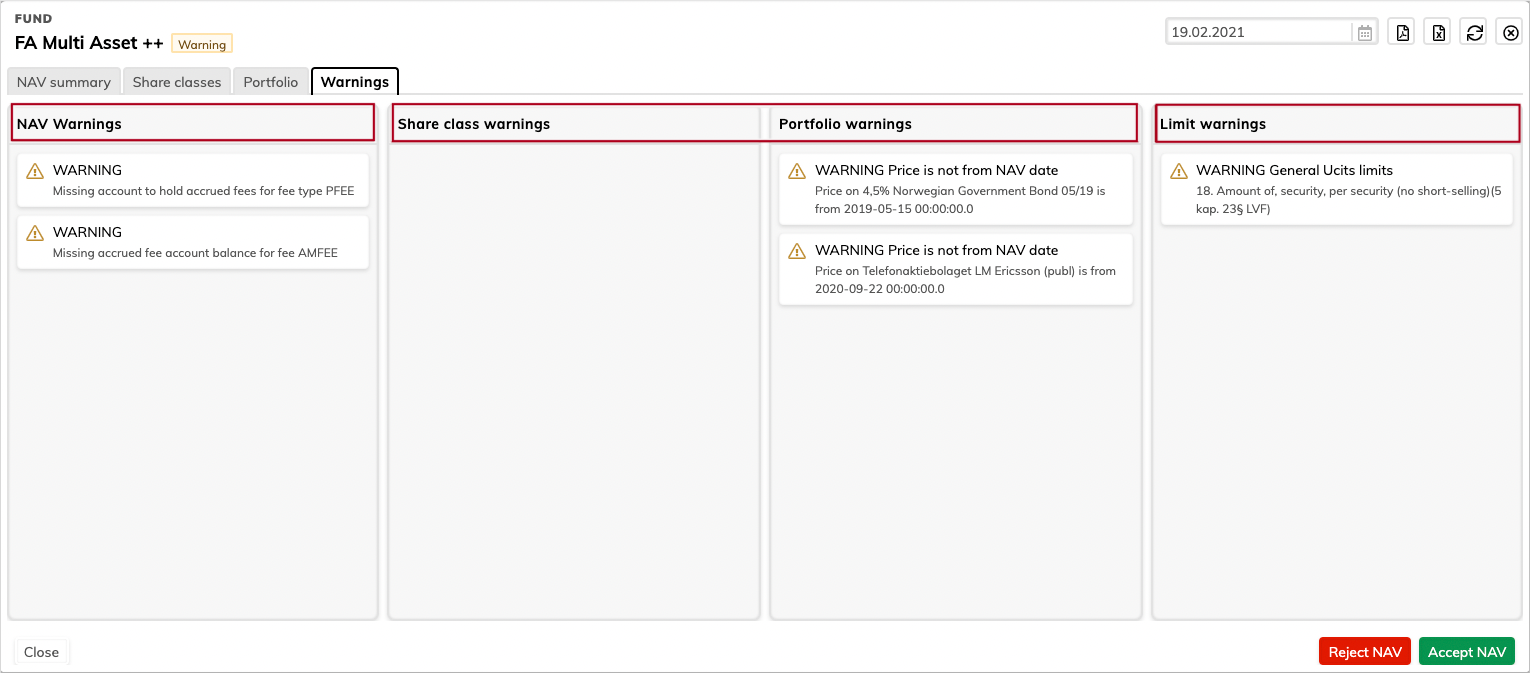 FUND
FA Multi Asset ++ Warning
19.02.2021
NAV summary Share classes Portfolio Warnings
NAV Warnings
WARNING
Missing account to hold accrued fees for fee type PFEE
WARNING
Missing accrued fee account balance for fee AMFEE
Share class warnings
Portfolio warnings
WARNING Price is not from NAV date
Price on 4,5% Norwegian Government Bond 05/19 is
from 2019-05-15 00:00:00.0
WARNING Price is not from NAV date
Price on Telefonaktiebolaget LM Ericsson (publ) is from
2020-09-22 00:00:00.0
Limit warnings
WARNING General Ucits limits
18. Amount of, security, per security (no short-selling)(5
kap. 23§ LVF)
Close
Reject NAV
Accept NAV